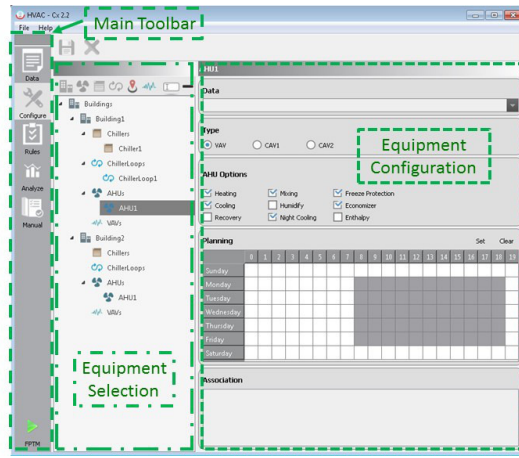 HVAC - Cx 2.2
File Help
Main Toolbar
Data
Configure
Rules
Analyze
Manual
PPTM
Buildings
Building1
Chillers
Chiller1
ChillerLoops
ChillerLoop1
AHUs
AHU1
VAVs
Building2
Chillers
ChillerLoops
AHUs
AHU1
VAVs
Equipment
Selection
AHU1
Data
Type
VAV CAV1 CAV2
Equipment
Configuration
AHU Options
Heating Mixing Freeze Protection
Cooling Humidify Economizer
Recovery Night Cooling Enthalpy
Planning Set Clear
0 1 2 3 4 5 6 7 8 9 10 11 12 13 14 15 16 17 18 19
Sunday
Monday
Tuesday
Wednesday
Thursday
Friday
Saturday
Association